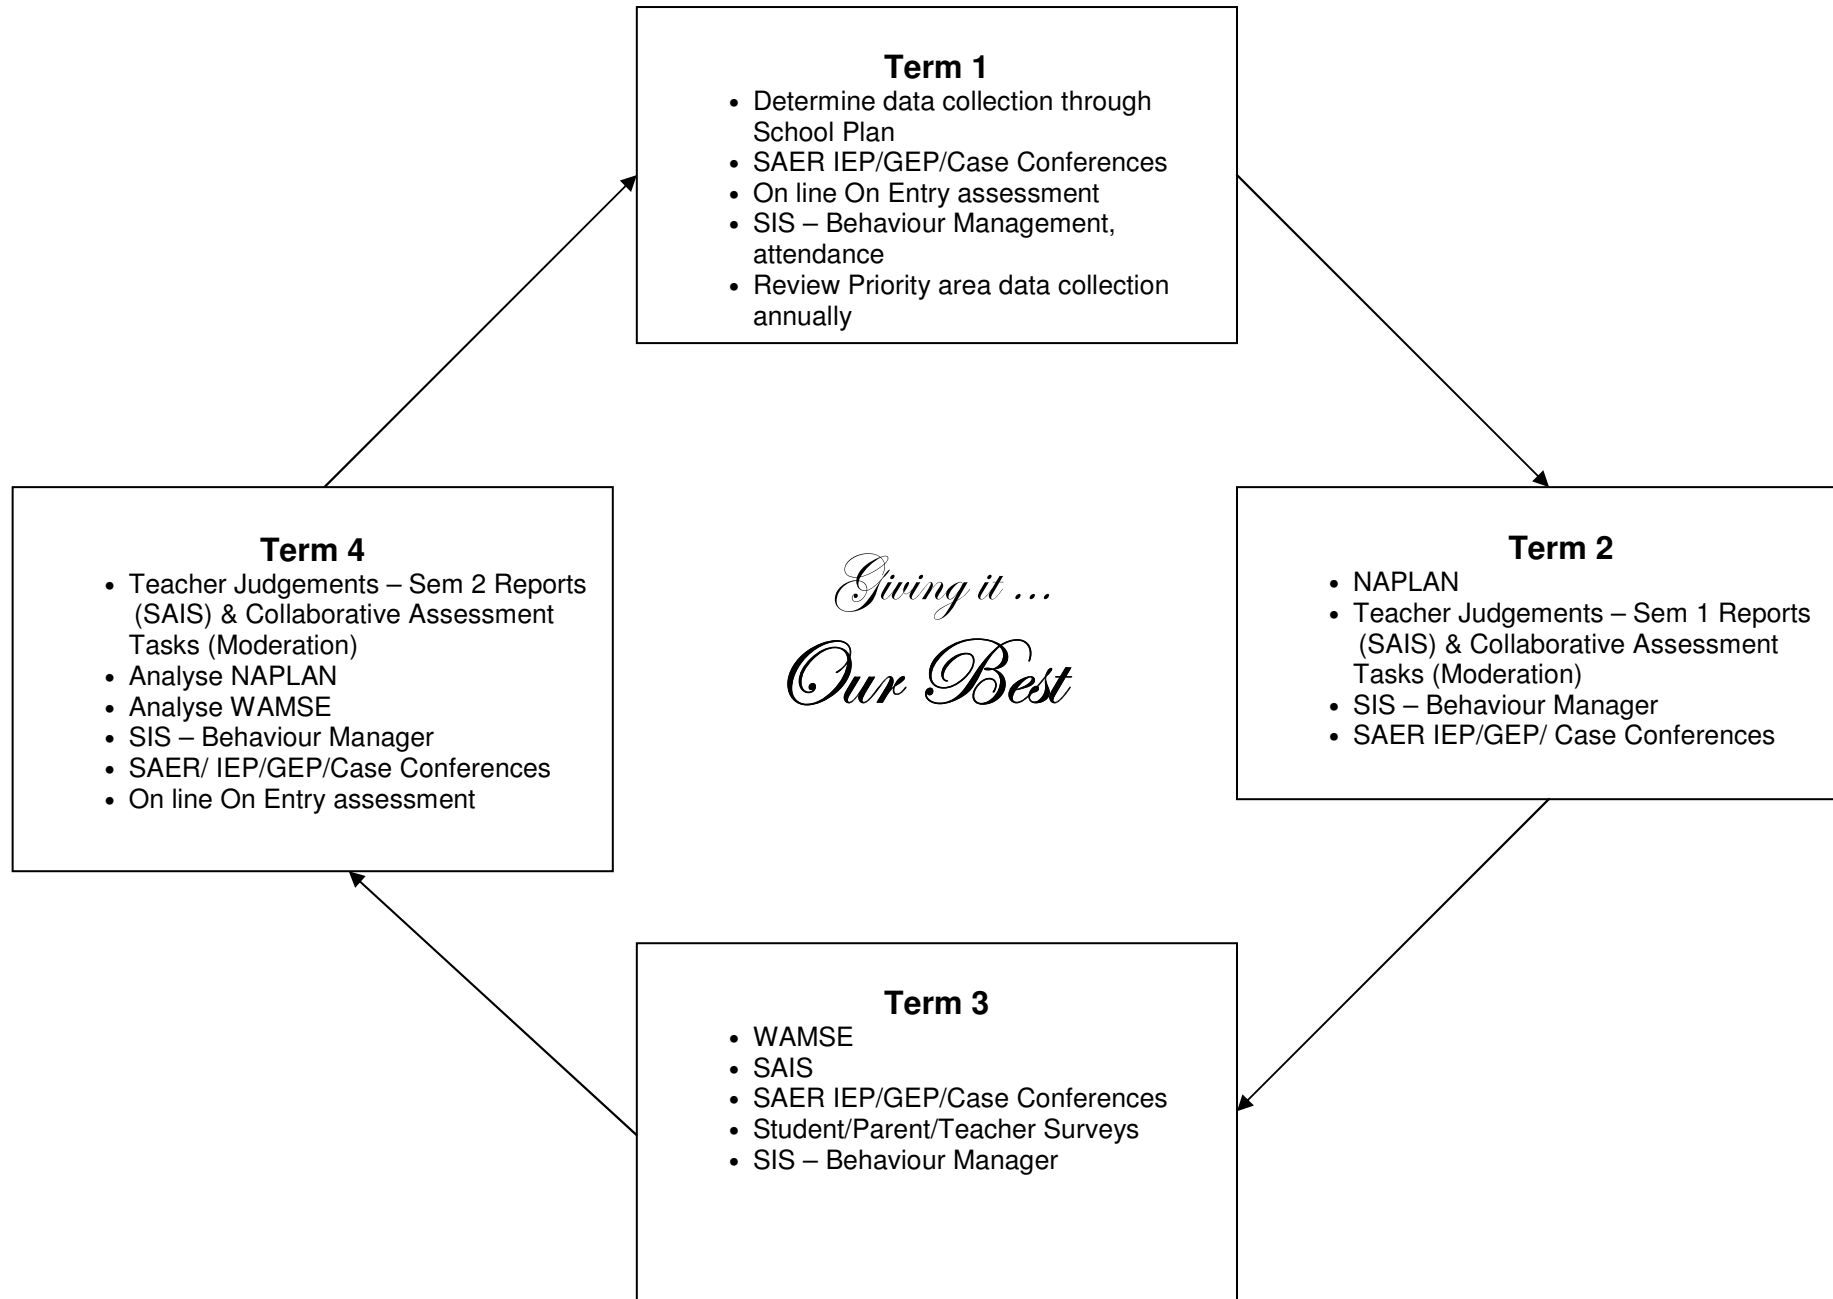 Term 1
• Determine data collection through
School Plan
• SAER IEP/GEP/Case Conferences
• On line On Entry assessment
• SIS – Behaviour Management,
attendance
• Review Priority area data collection
annually
Term 2
• NAPLAN
• Teacher Judgements – Sem 1 Reports
(SAIS) & Collaborative Assessment
Tasks (Moderation)
• SIS – Behaviour Manager
• SAER IEP/GEP/ Case Conferences
Term 3
• WAMSE
• SAIS
• SAER IEP/GEP/Case Conferences
• Student/Parent/Teacher Surveys
• SIS – Behaviour Manager
Term 4
• Teacher Judgements – Sem 2 Reports
(SAIS) & Collaborative Assessment
Tasks (Moderation)
• Analyse NAPLAN
• Analyse WAMSE
• SIS – Behaviour Manager
• SAER/ IEP/GEP/Case Conferences
• On line On Entry assessment
Giving it ...
Our Best